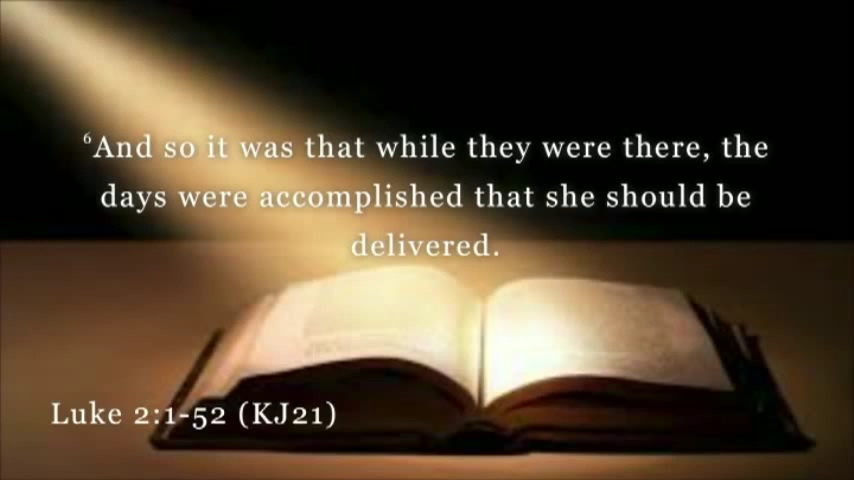 ⁶And so it was that while they were there, the
days were accomplished that she should be
delivered.
Luke 2:1-52 (KJ21)